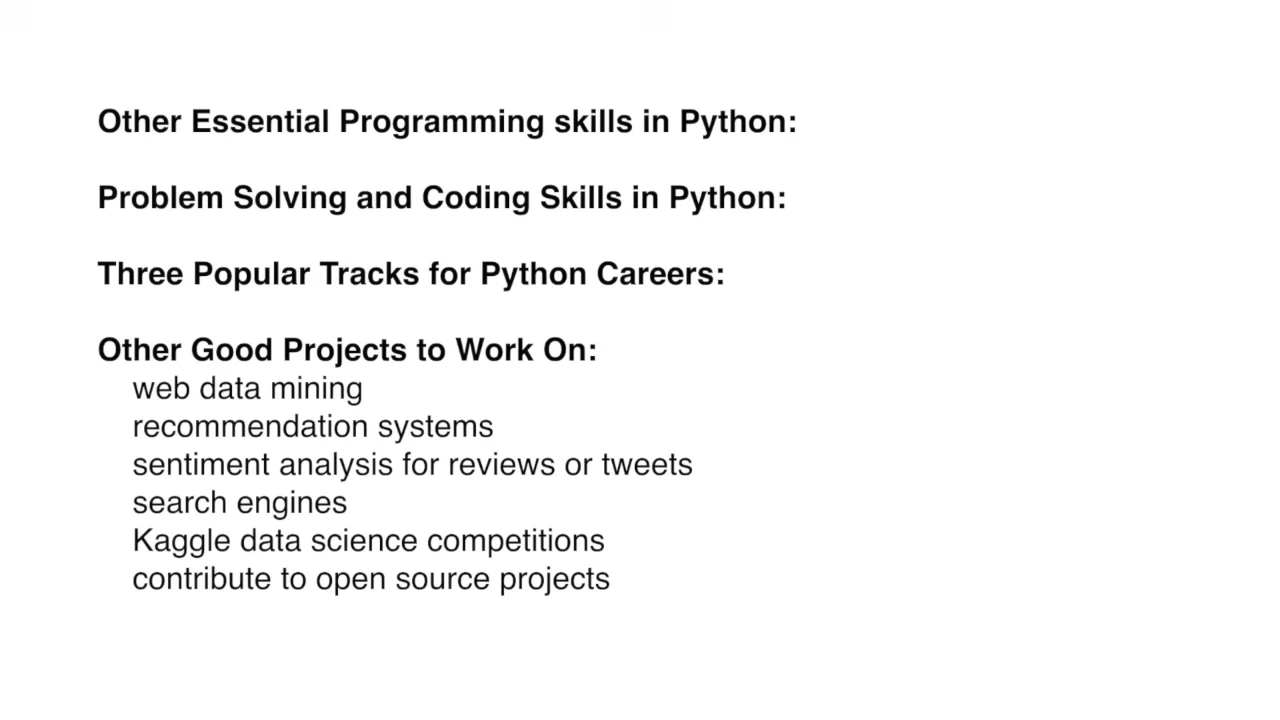 Other Essential Programming skills in Python:
Problem Solving and Coding Skills in Python:
Three Popular Tracks for Python Careers:
Other Good Projects to Work On:
web data mining
recommendation systems
sentiment analysis for reviews or tweets
search engines
Kaggle data science competitions
contribute to open source projects